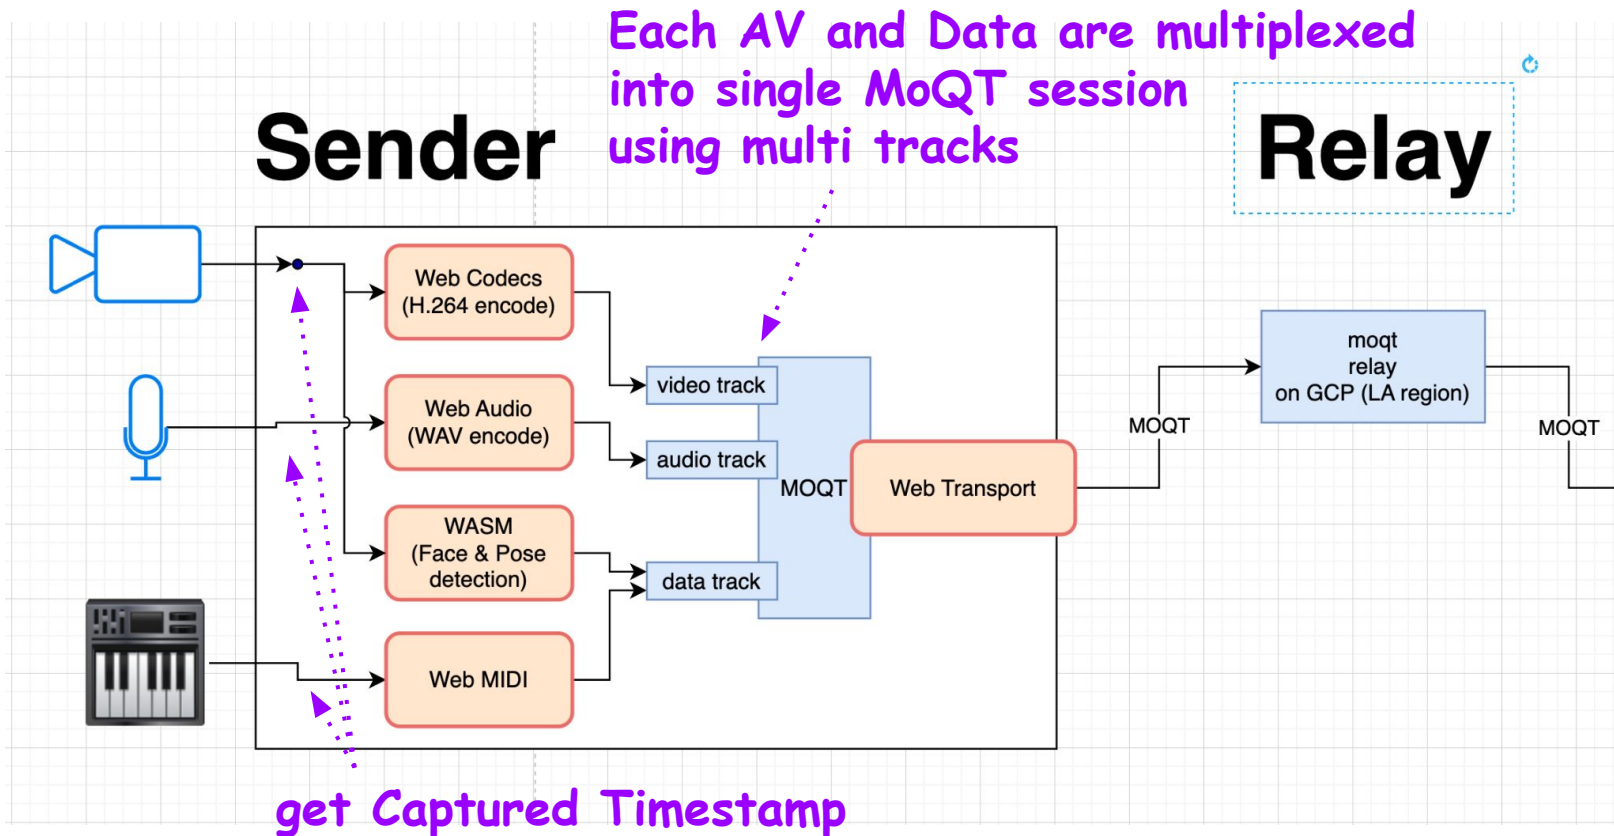 Each AV and Data are multiplexed
into single MoQT session
using multi tracks
Sender
Relay
Web Codecs
(H.264 encode)
Web Audio
(WAV encode)
WASM
(Face & Pose
detection)
Web MIDI
video track
audio track
data track
MOQT
Web Transport
MOQT
moqt
relay
on GCP (LA region)
MOQT
get Captured Timestamp